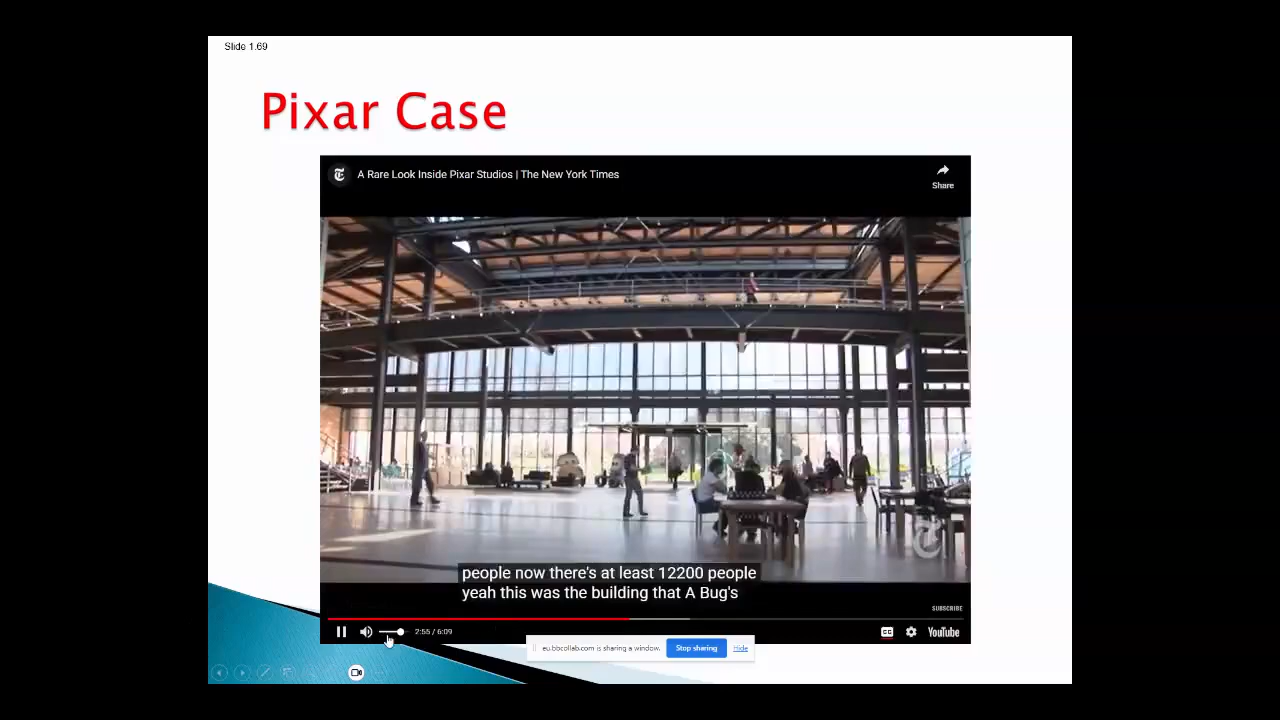 Slide 1.69
Pixar Case
A Rare Look Inside Pixar Studios | The New York Times
Share
people now there's at least 12200 people
yeah this was the building that A Bug's
SUBSCRIBE
2:55 / 6:09
CC
YouTube
eu.bbcollab.com is sharing a window.
Stop sharing
Hide